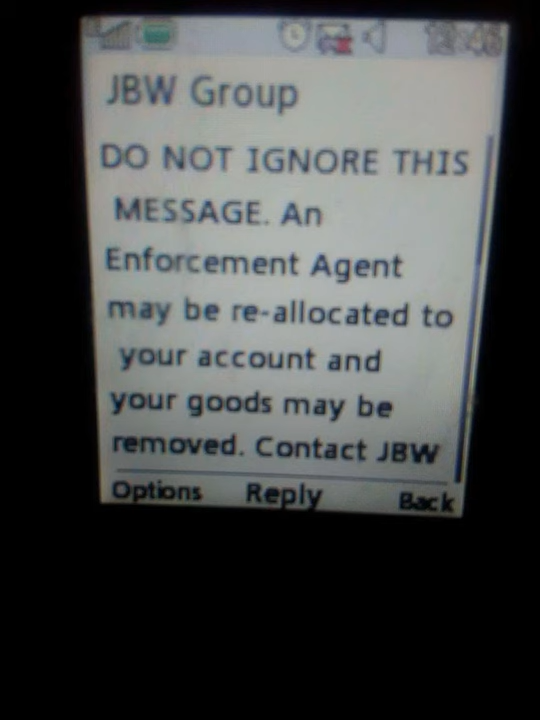 JBW Group
DO NOT IGNORE THIS
MESSAGE. An
Enforcement Agent
may be re-allocated to
your account and
your goods may be
removed. Contact JBW
Options Reply Back